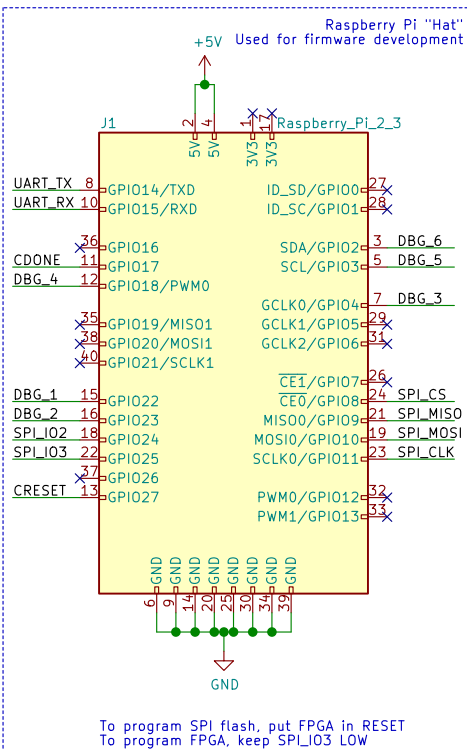 Raspberry Pi "Hat"
Used for firmware development
+5V
2 4 1 17
J1 Raspberry_Pi_2_3
5V 5V 3V3 3V3
UART_TX 8 GPIO14/TXD ID_SD/GPIO0 27
UART_RX 10 GPIO15/RXD ID_SC/GPIO1 28
36 GPIO16 SDA/GPIO2 3 DBG_6
CDONE 11 GPIO17 SCL/GPIO3 5 DBG_5
DBG_4 12 GPIO18/PWM0
GCLK0/GPIO4 7 DBG_3
35 GPIO19/MISO1 GCLK1/GPIO5 29
38 GPIO20/MOSI1 GCLK2/GPIO6 31
40 GPIO21/SCLK1
CE1/GPIO7 26
DBG_1 15 GPIO22 CE0/GPIO8 24 SPI_CS
DBG_2 16 GPIO23 MISO0/GPIO9 21 SPI_MISO
SPI_IO2 18 GPIO24 MOSI0/GPIO10 19 SPI_MOSI
SPI_IO3 22 GPIO25 SCLK0/GPIO11 23 SPI_CLK
37 GPIO26
CRESET 13 GPIO27 PWM0/GPIO12 32
PWM1/GPIO13 33
GND GND GND GND GND GND GND GND
6 9 14 20 25 30 34 39
GND
To program SPI flash, put FPGA in RESET
To program FPGA, keep SPI_IO3 LOW